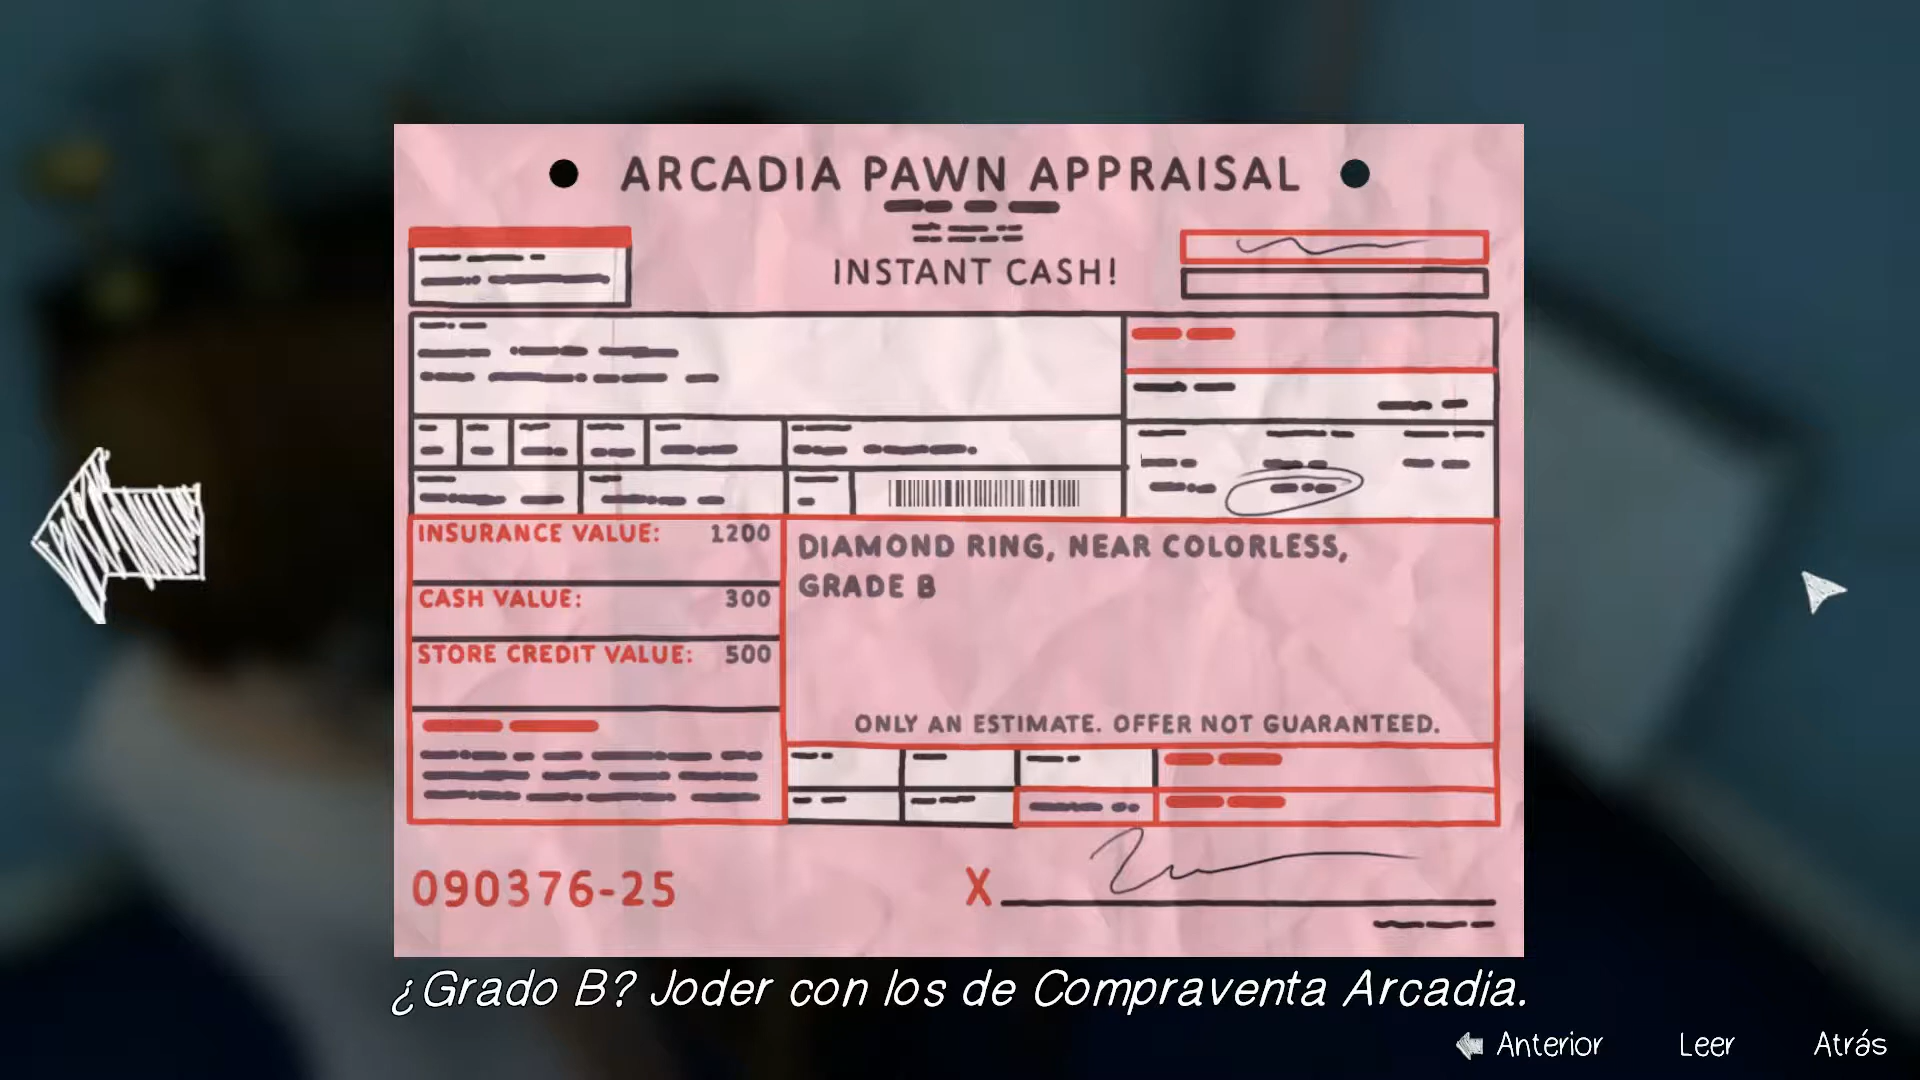 ARCADIA PAWN APPRAISAL
INSTANT CASH!
INSURANCE VALUE: 1200
CASH VALUE: 300
STORE CREDIT VALUE: 500
DIAMOND RING, NEAR COLORLESS,
GRADE B
ONLY AN ESTIMATE. OFFER NOT GUARANTEED.
090376-25
X
¿Grado B? Joder con los de Compraventa Arcadia.
Anterior
Leer
Atrás